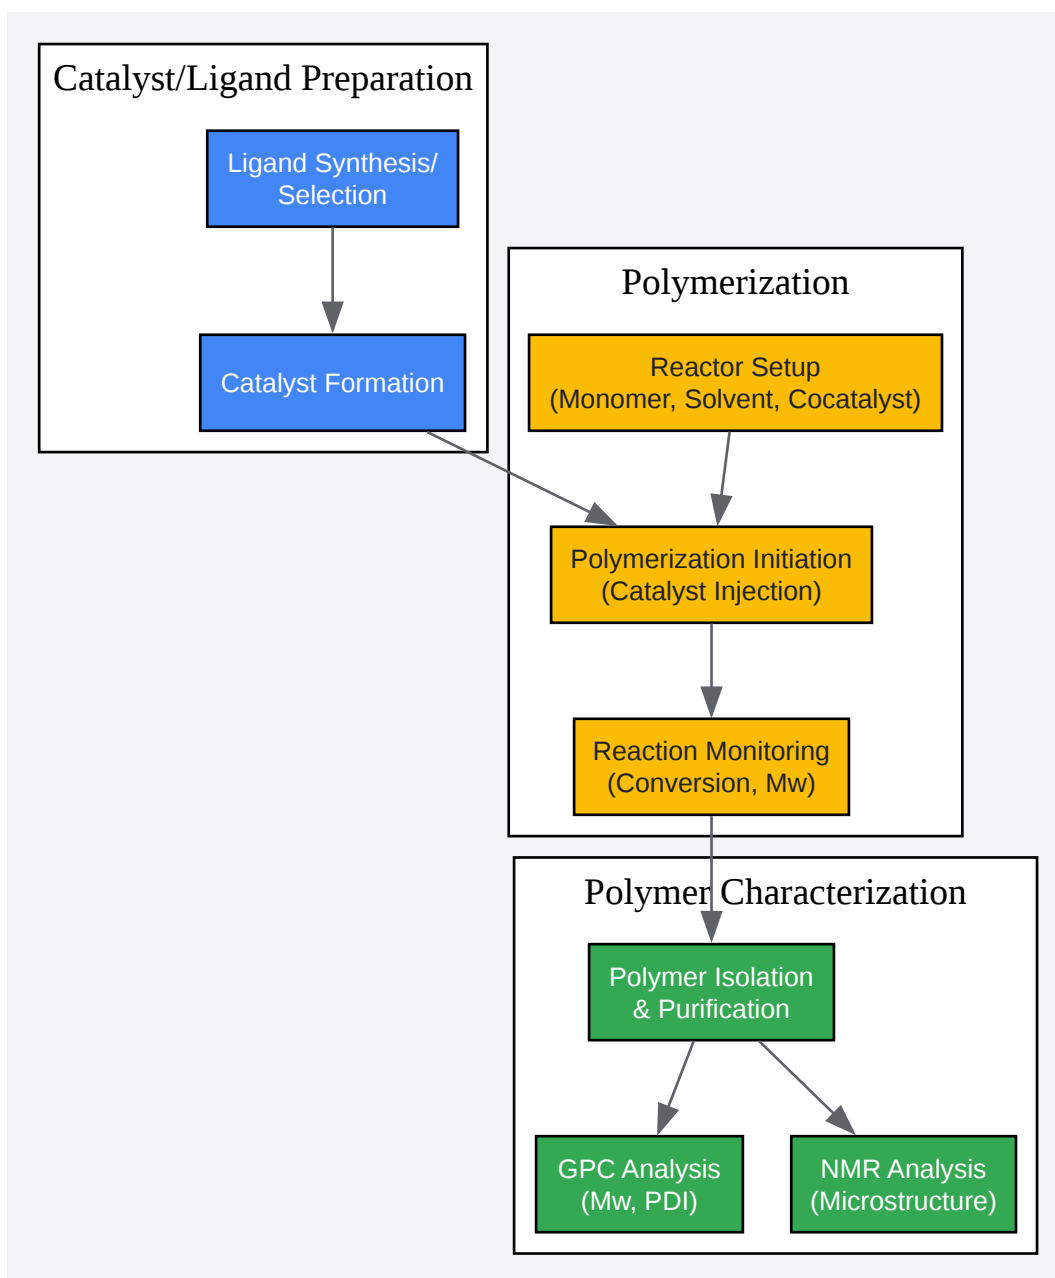 Catalyst/Ligand Preparation
Ligand Synthesis/
Selection
Catalyst Formation
Polymerization
Reactor Setup
(Monomer, Solvent, Cocatalyst)
Polymerization Initiation
(Catalyst Injection)
Reaction Monitoring
(Conversion, Mw)
Polymer Characterization
Polymer Isolation
& Purification
GPC Analysis
(Mw, PDI)
NMR Analysis
(Microstructure)